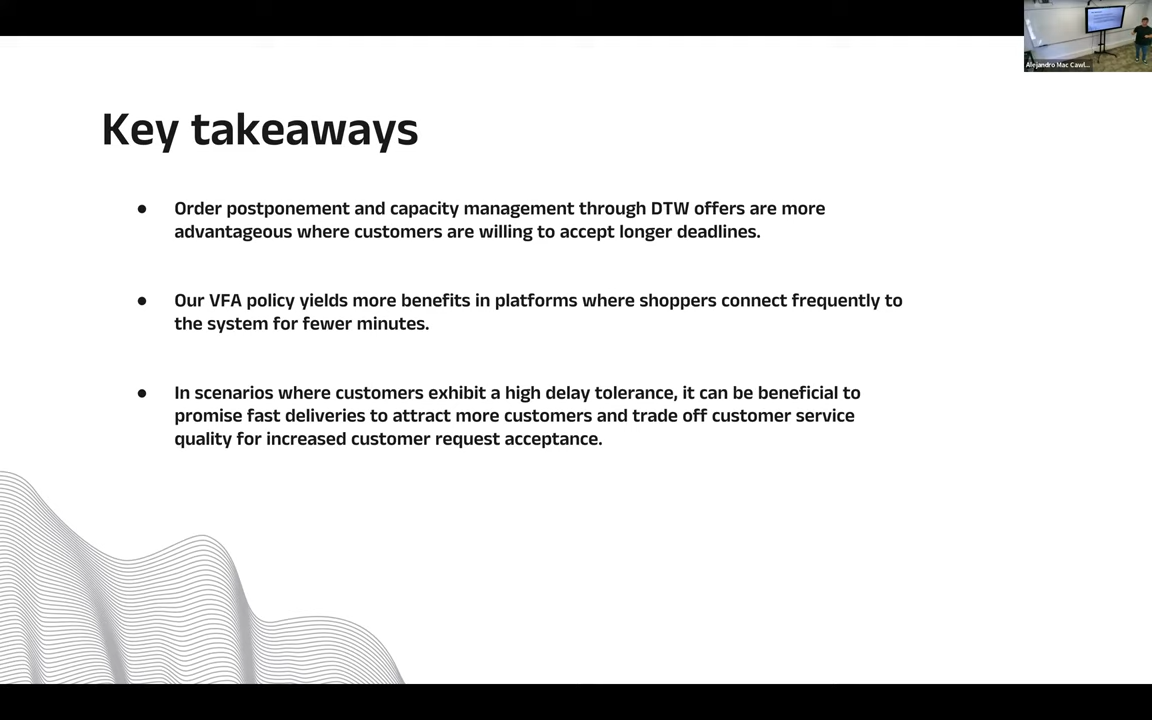 Alejandro Mac Cawl...
Key takeaways
● Order postponement and capacity management through DTW offers are more
advantageous where customers are willing to accept longer deadlines.
● Our VFA policy yields more benefits in platforms where shoppers connect frequently to
the system for fewer minutes.
● In scenarios where customers exhibit a high delay tolerance, it can be beneficial to
promise fast deliveries to attract more customers and trade off customer service
quality for increased customer request acceptance.